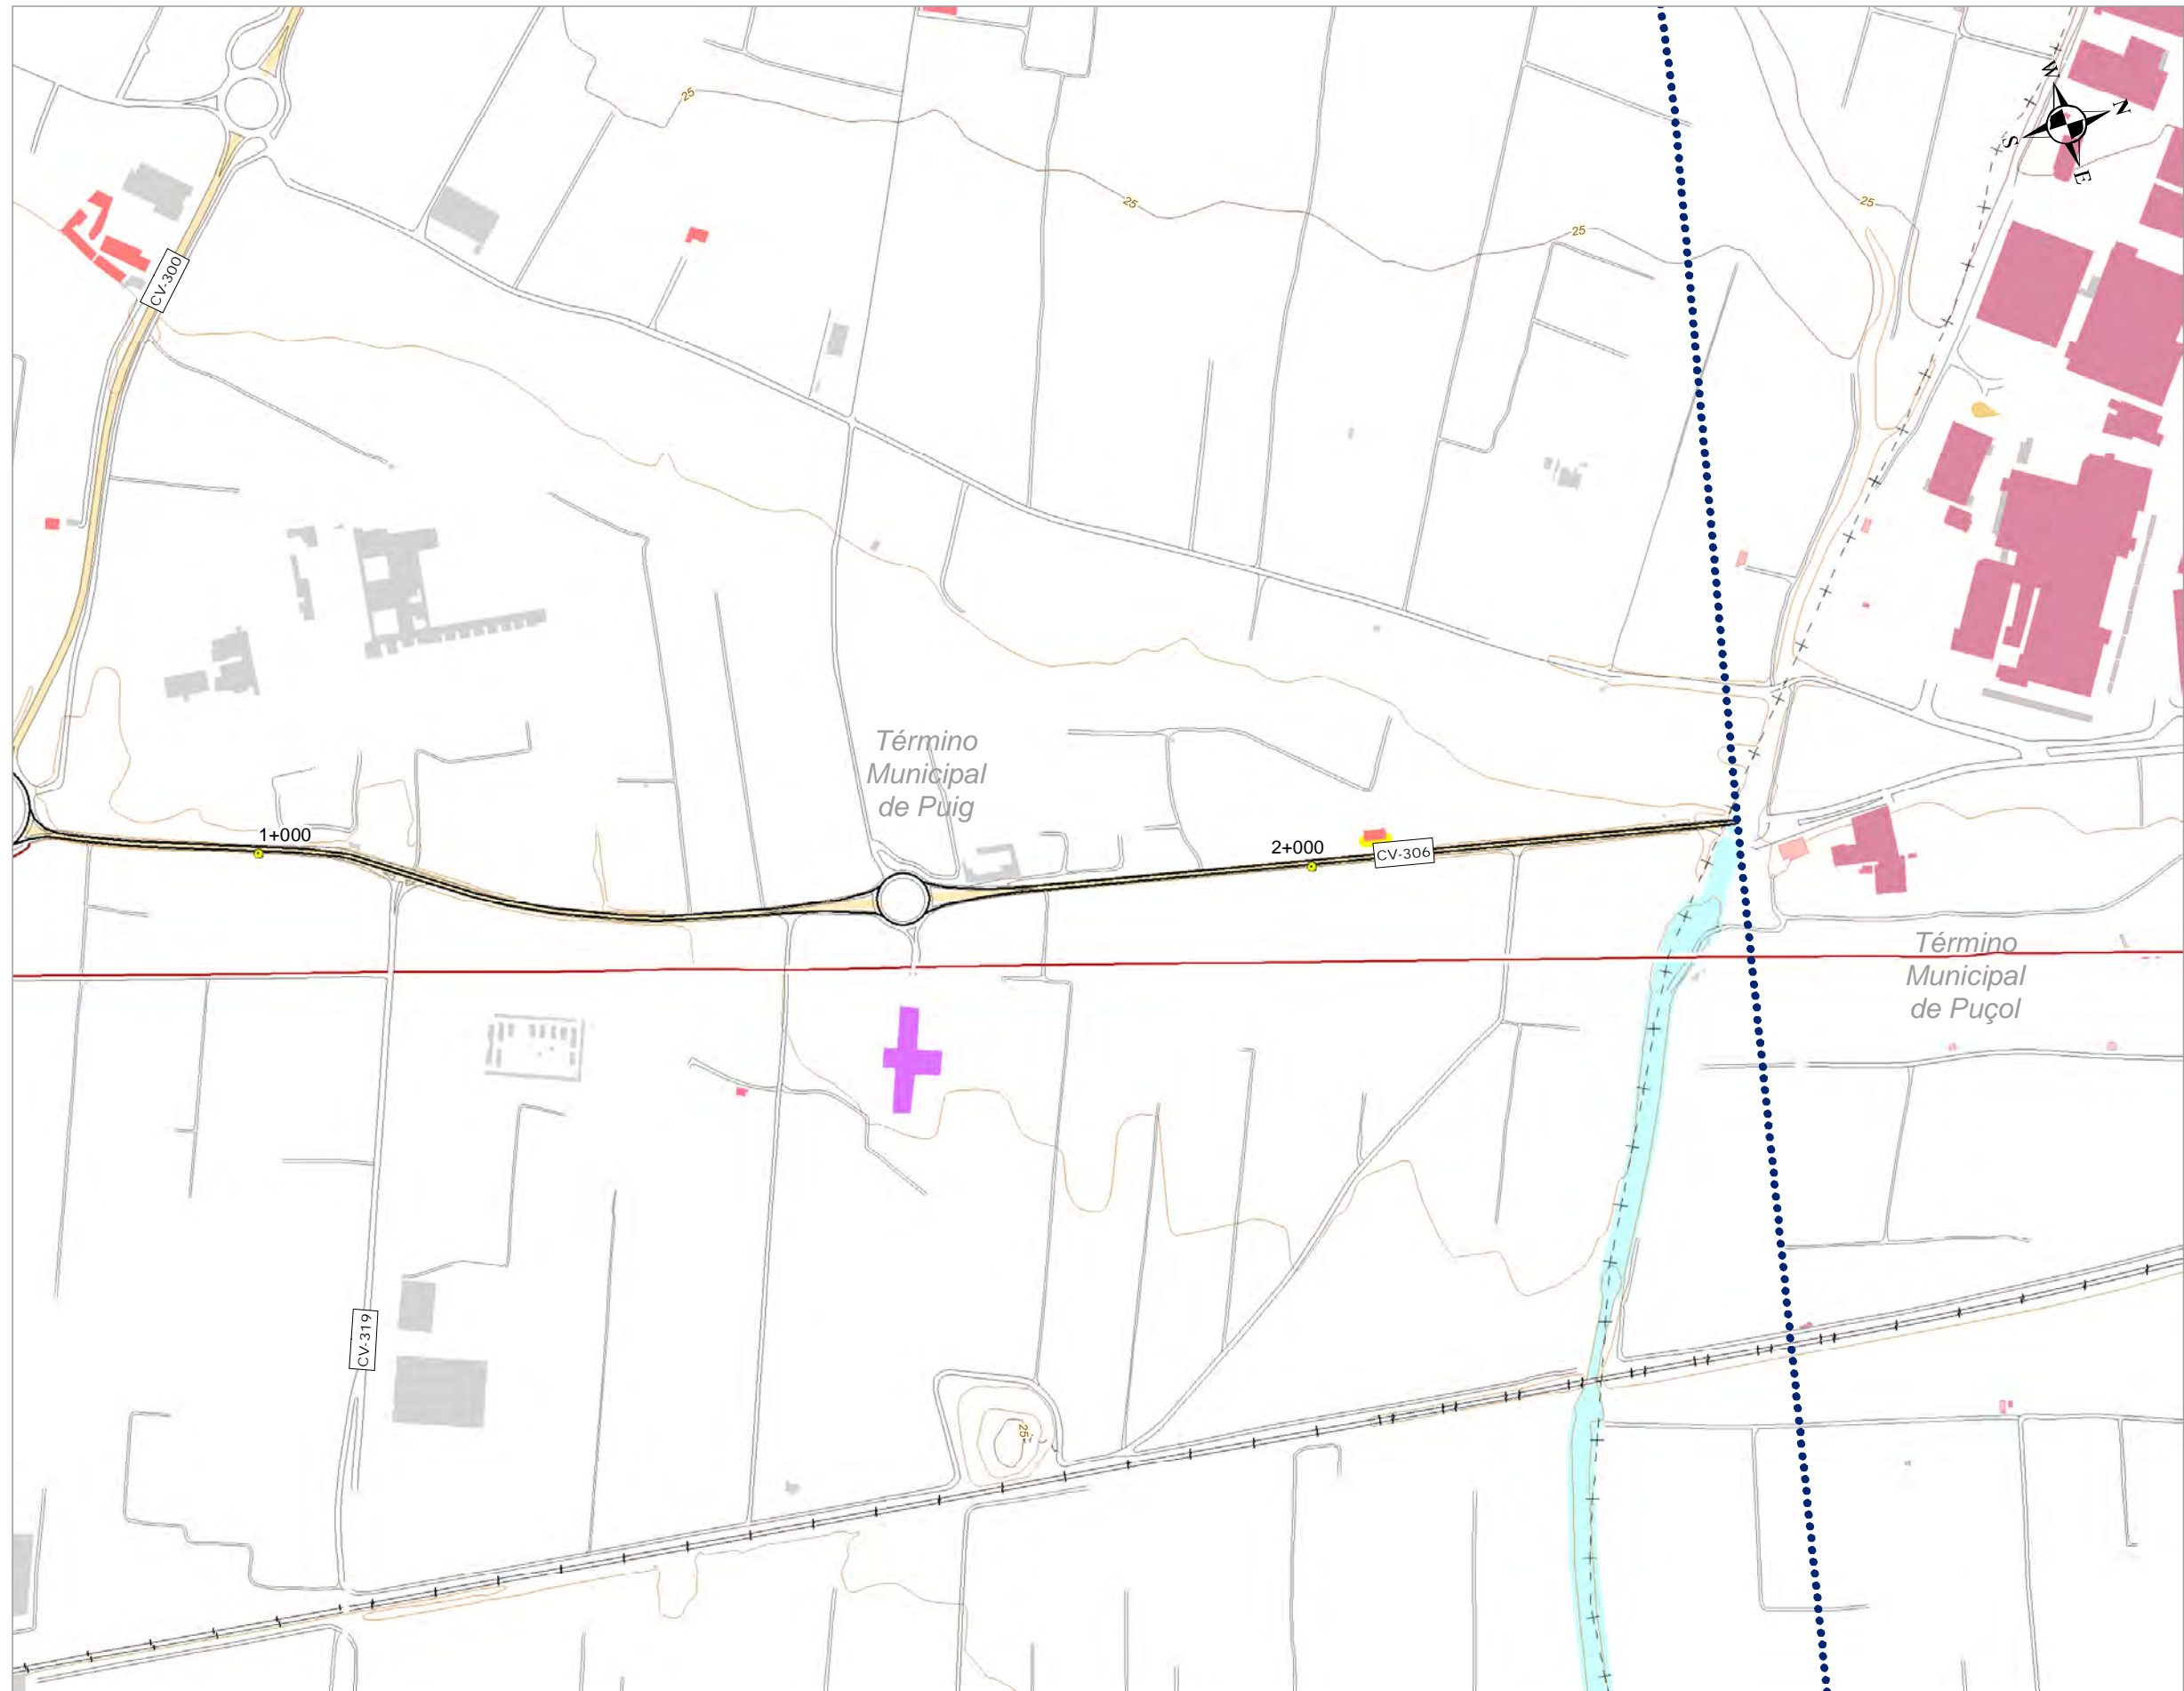 25
W
N
S
E
25
25
25
CV-300
Término
Municipal
de Puig
1+000
2+000
CV-306
Término
Municipal
de Puçol
CV-319
25